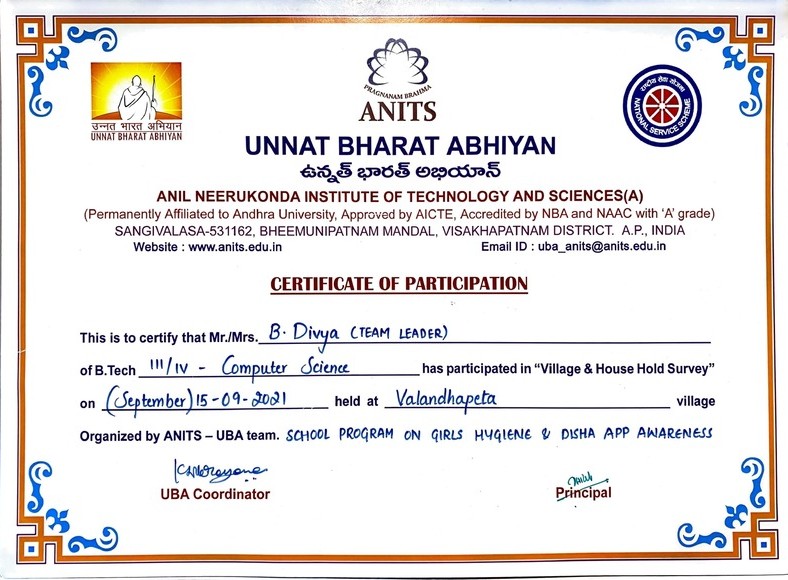 उन्नत भारत अभियान
UNNAT BHARAT ABHIYAN
PRAGNANAM BRAHMA
ANITS
राष्ट्रीय सेवा योजना
NATIONAL SERVICE SCHEME
UNNAT BHARAT ABHIYAN
ఉన్నత్ భారత్ అభియాన్
ANIL NEERUKONDA INSTITUTE OF TECHNOLOGY AND SCIENCES(A)
(Permanently Affiliated to Andhra University, Approved by AICTE, Accredited by NBA and NAAC with ‘A’ grade)
SANGIVALASA-531162, BHEEMUNIPATNAM MANDAL, VISAKHAPATNAM DISTRICT. A.P., INDIA
Website : www.anits.edu.in Email ID : uba_anits@anits.edu.in
CERTIFICATE OF PARTICIPATION
This is to certify that Mr./Mrs. B. Divya (TEAM LEADER)
of B.Tech III/IV - Computer Science has participated in “Village & House Hold Survey”
on (September) 15-09-2021 held at Valandhapeta village
Organized by ANITS – UBA team. SCHOOL PROGRAM ON GIRLS HYGIENE & DISHA APP AWARENESS
UBA Coordinator Principal